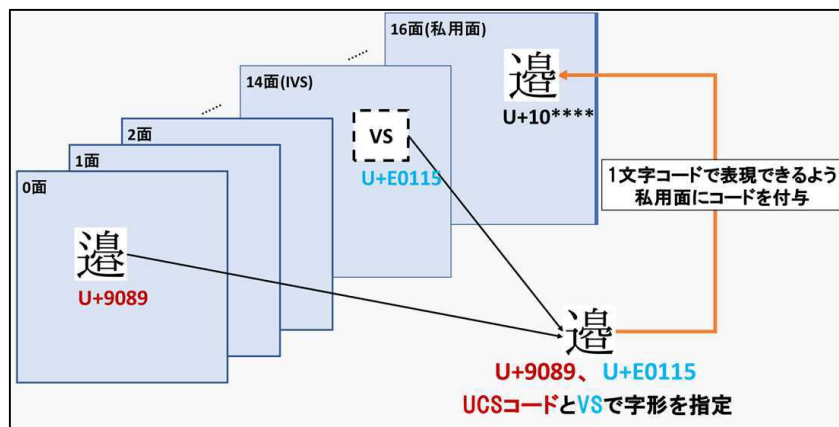 16面(私用面)
邉
U+10****
14面(IVS)
VS
U+E0115
2面
1面
0面
邉
U+9089
1文字コードで表現できるよう
私用面にコードを付与
邉
U+9089、U+E0115
UCSコードとVSで字形を指定